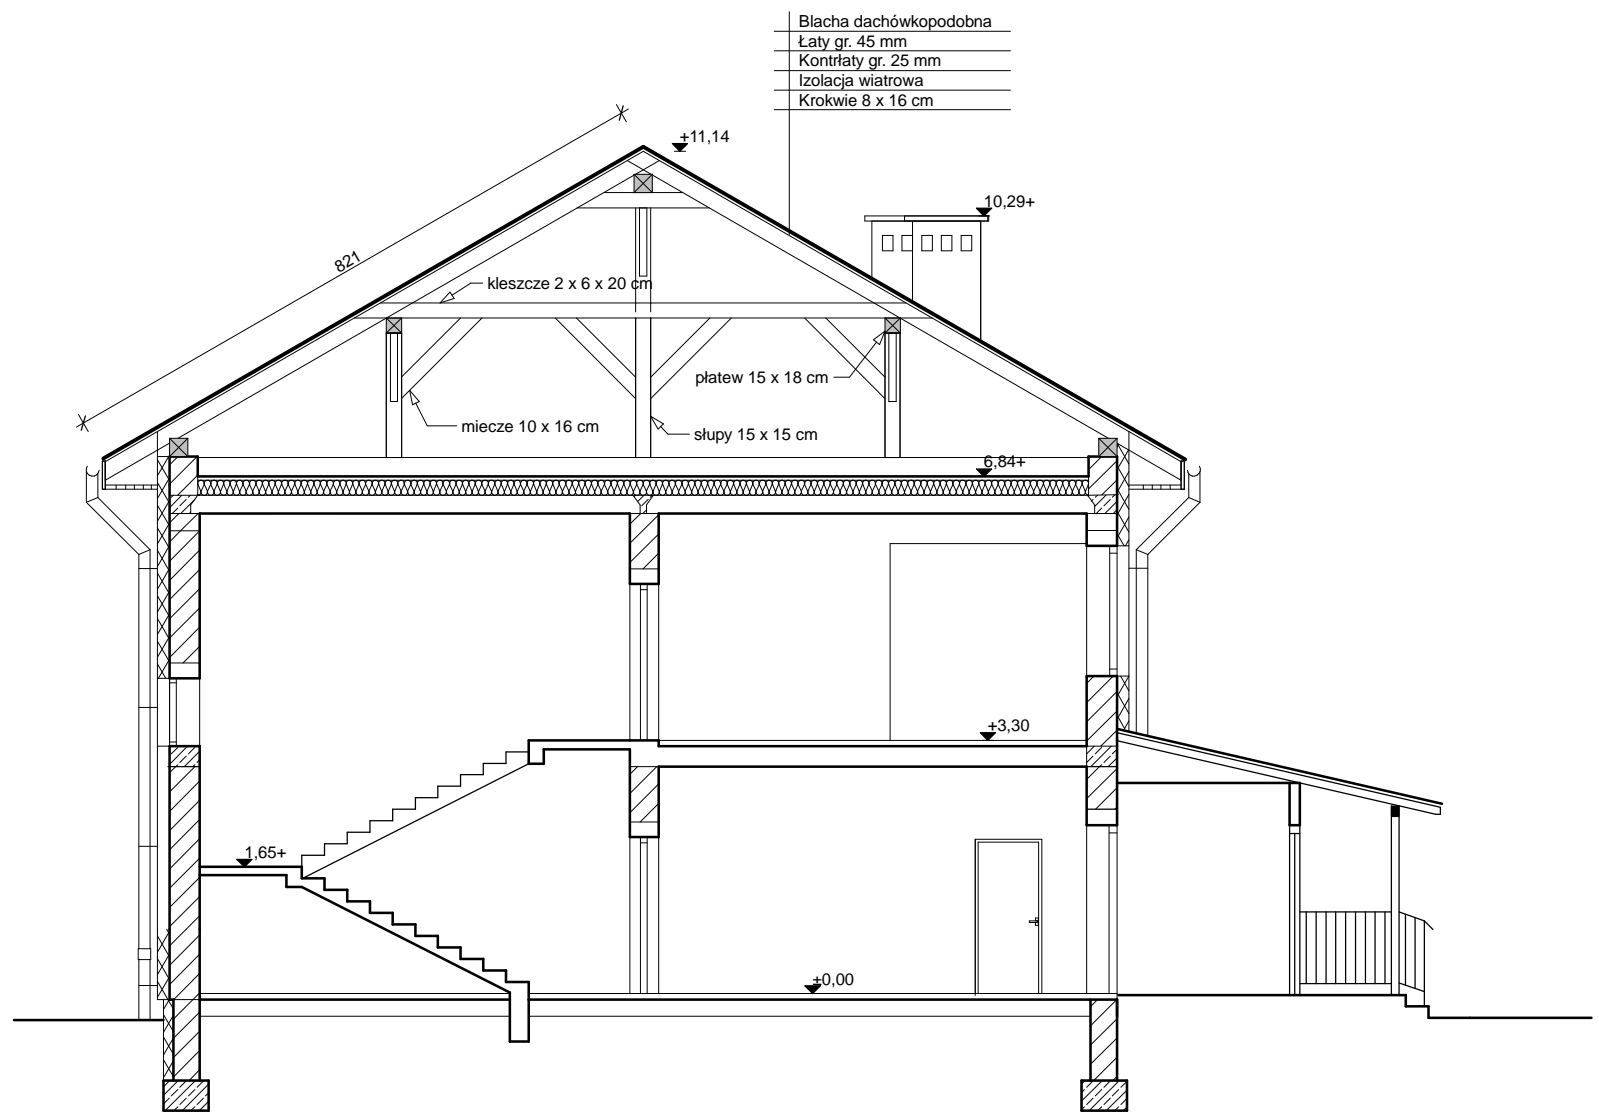 Blacha dachówkopodobna
Łaty gr. 45 mm
Kontrłaty gr. 25 mm
Izolacja wiatrowa
Krokwie 8 x 16 cm
+11,14
10,29+
821
kleszcze 2 x 6 x 20 cm
płatew 15 x 18 cm
miecze 10 x 16 cm
słupy 15 x 15 cm
6,84+
+3,30
1,65+
±0,00